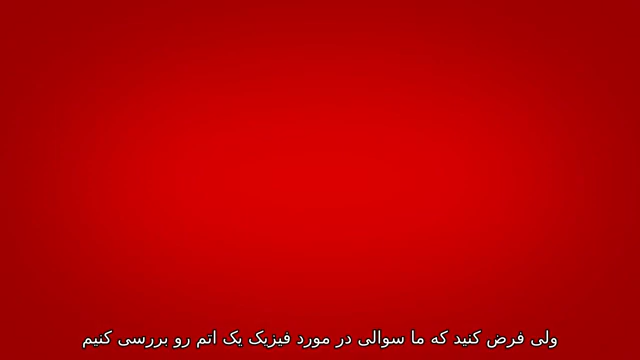 ولی فرض کنید که ما سوالی در مورد فیزیک یک اتم رو بررسی کنیم